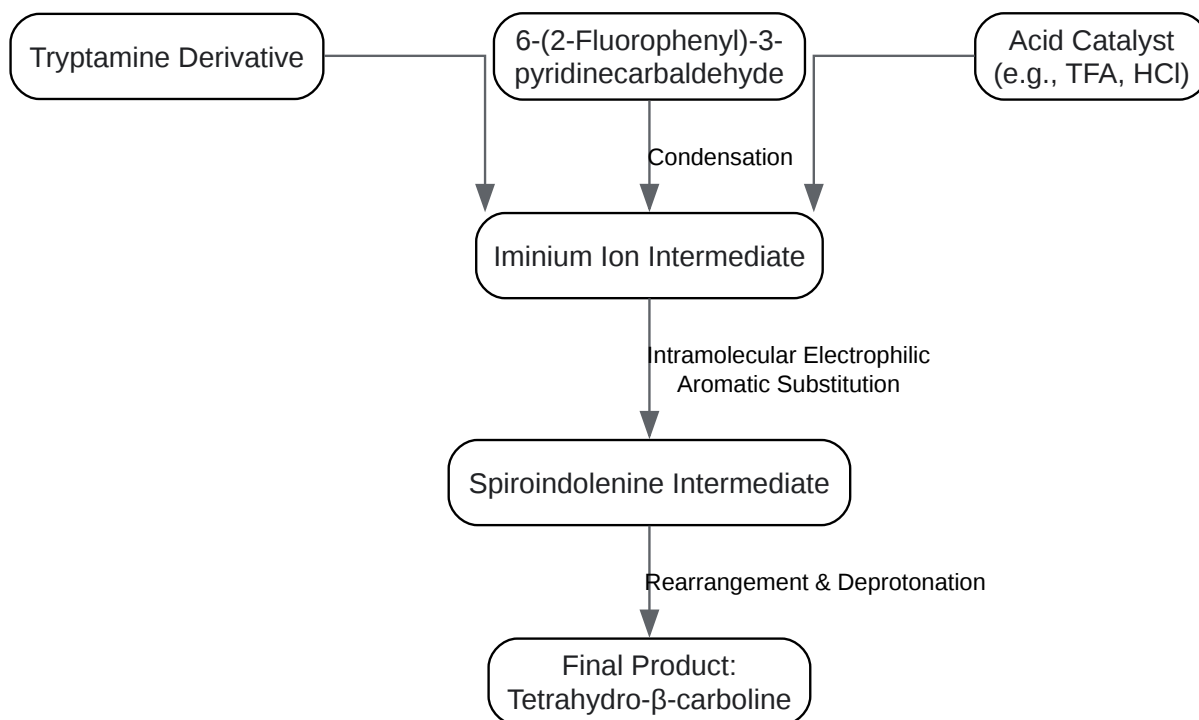 Tryptamine Derivative
6-(2-Fluorophenyl)-3-
pyridinecarbaldehyde
Acid Catalyst
(e.g., TFA, HCl)
Condensation
Iminium Ion Intermediate
Intramolecular Electrophilic
Aromatic Substitution
Spiroindolenine Intermediate
Rearrangement & Deprotonation
Final Product:
Tetrahydro-β-carboline